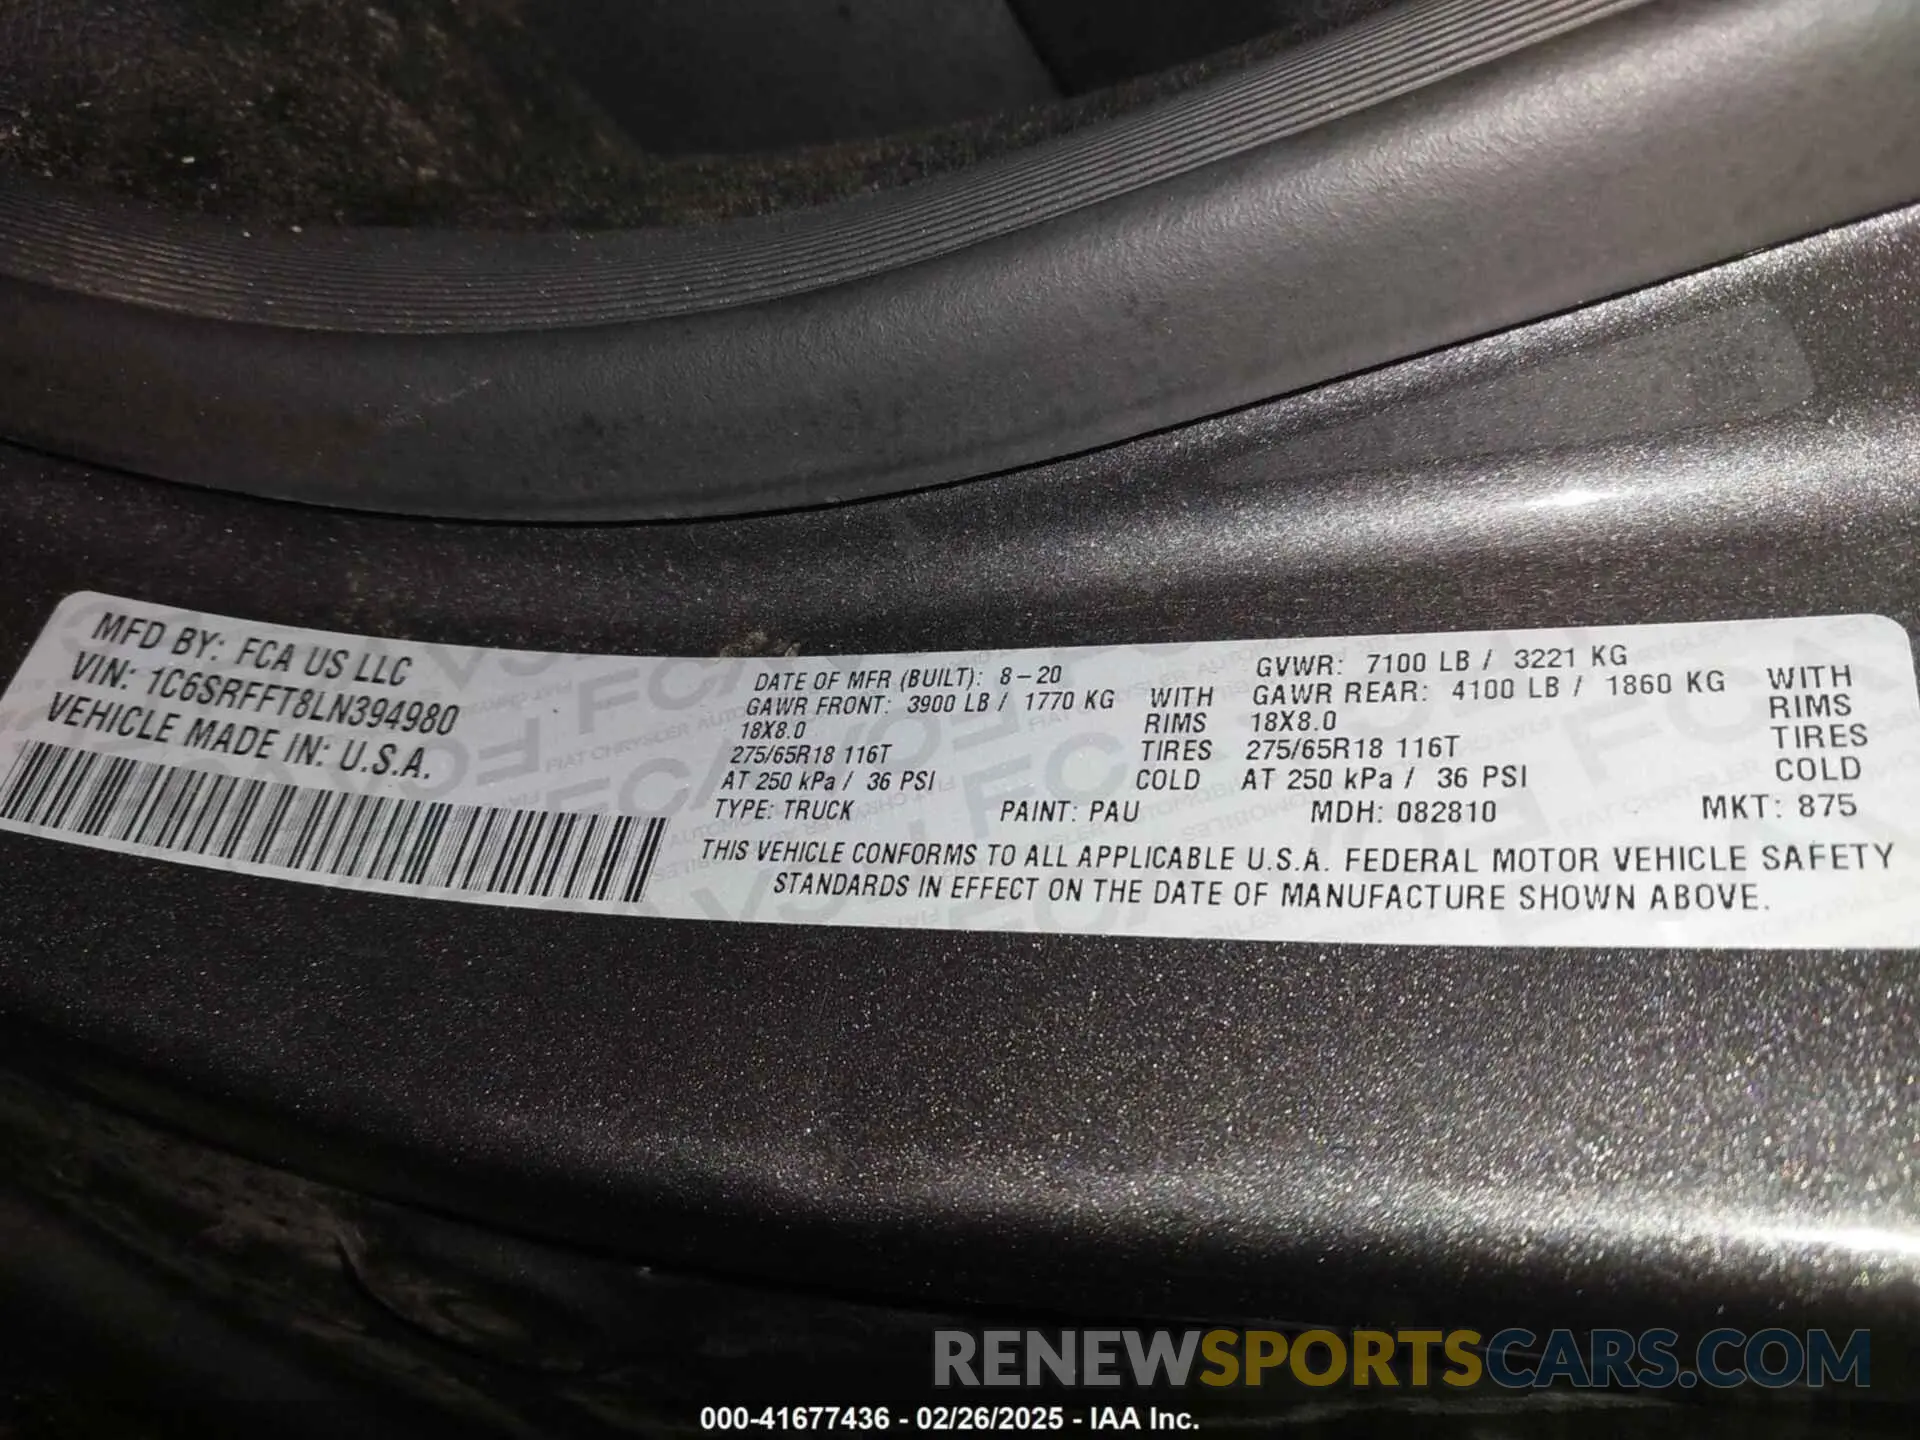 MFD BY: FCA US LLC
VIN: 1C6SRFFT8LN394980
VEHICLE MADE IN: U.S.A.
DATE OF MFR (BUILT): 8-20
GVWR: 7100 LB / 3221 KG
GAWR FRONT: 3900 LB / 1770 KG WITH
GAWR REAR: 4100 LB / 1860 KG WITH
18X8.0 RIMS
18X8.0 RIMS
275/65R18 116T TIRES
275/65R18 116T TIRES
AT 250 kPa / 36 PSI COLD
AT 250 kPa / 36 PSI COLD
TYPE: TRUCK PAINT: PAU MDH: 082810 MKT: 875
THIS VEHICLE CONFORMS TO ALL APPLICABLE U.S.A. FEDERAL MOTOR VEHICLE SAFETY
STANDARDS IN EFFECT ON THE DATE OF MANUFACTURE SHOWN ABOVE.
RENEWSPORTSCARS.COM
000-41677436 - 02/26/2025 - IAA Inc.